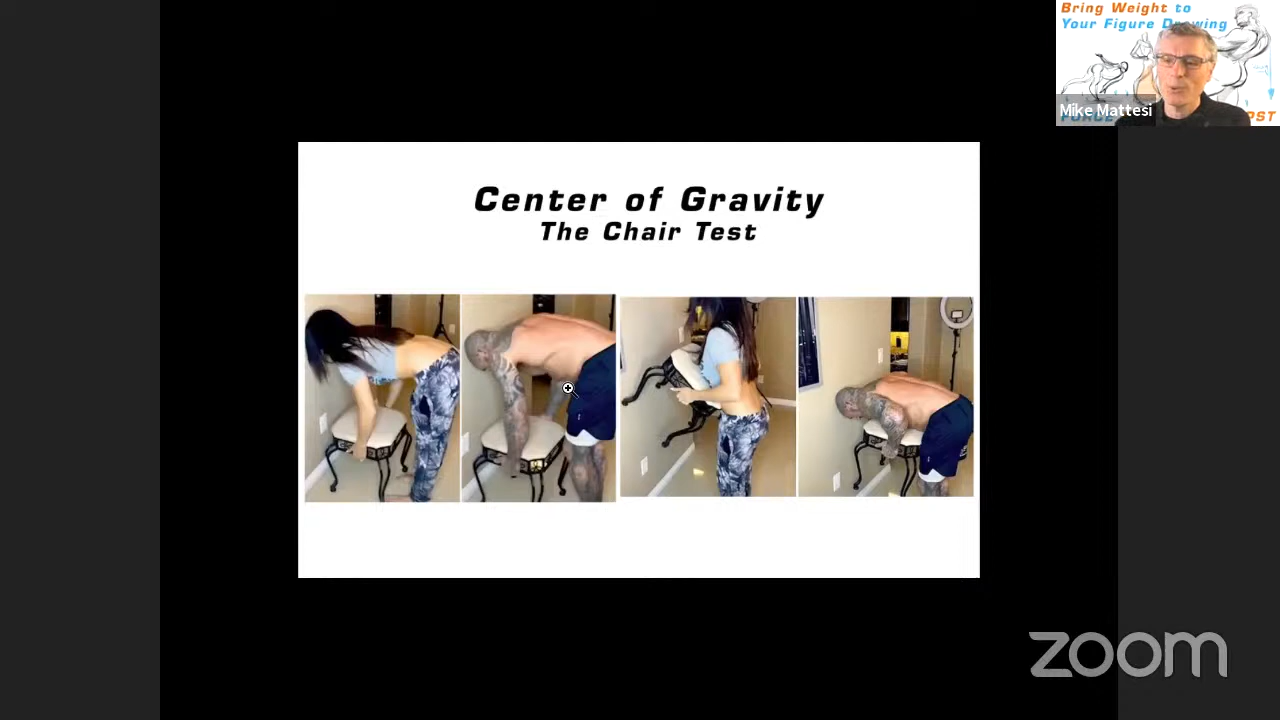 Bring Weight to
Your Figure Drawing
Mike Mattesi
Center of Gravity
The Chair Test
zoom